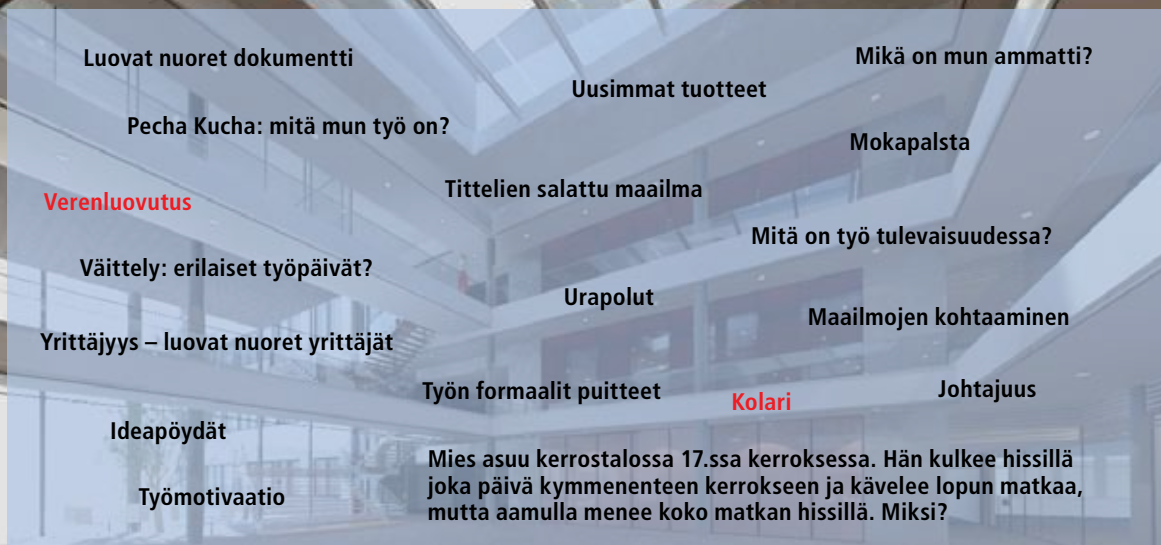 Luovat nuoret dokumentti
Mikä on mun ammatti?
Uusimmat tuotteet
Pecha Kucha: mitä mun työ on?
Mokapalsta
Tittelien salattu maailma
Verenluovutus
Mitä on työ tulevaisuudessa?
Väittely: erilaiset työpäivät?
Urapolut
Maailmojen kohtaaminen
Yrittäjyys – luovat nuoret yrittäjät
Työn formaalit puitteet
Kolari
Johtajuus
Ideapöydät
Mies asuu kerrostalossa 17.ssa kerroksessa. Hän kulkee hissillä
joka päivä kymmenenteen kerrokseen ja kävelee lopun matkaa,
mutta aamulla menee koko matkan hissillä. Miksi?
Työmotivaatio